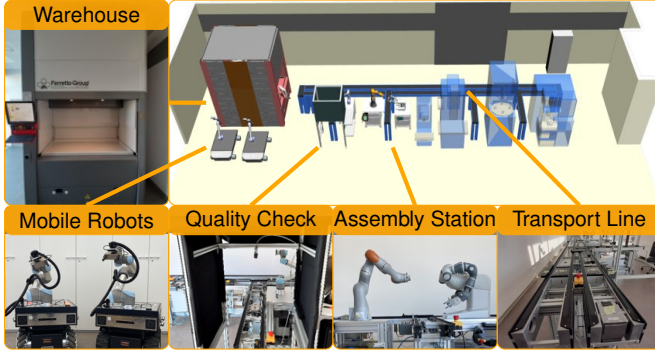 Warehouse
Ferretto Group
Mobile Robots
Quality Check
Assembly Station
Transport Line